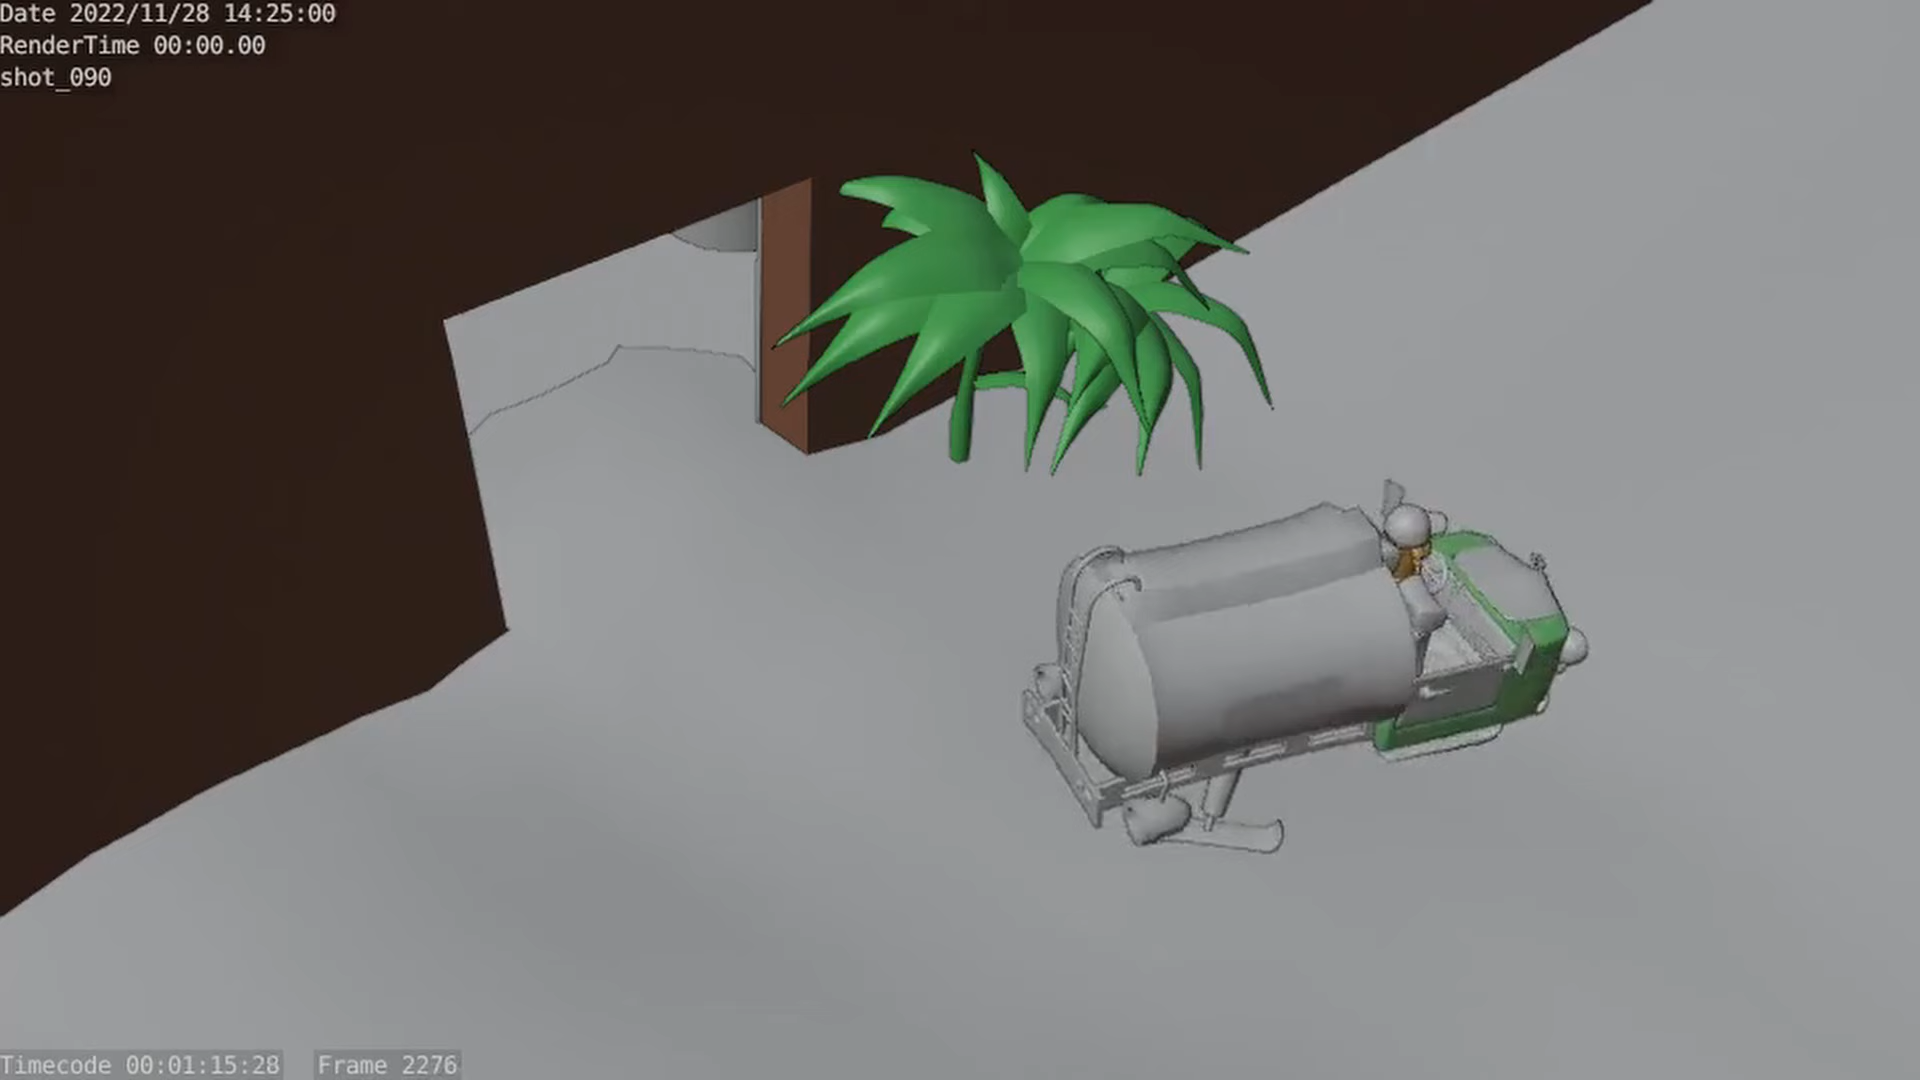 Date 2022/11/28 14:25:00
RenderTime 00:00.00
shot_090
Timecode 00:01:15:28 Frame 2276